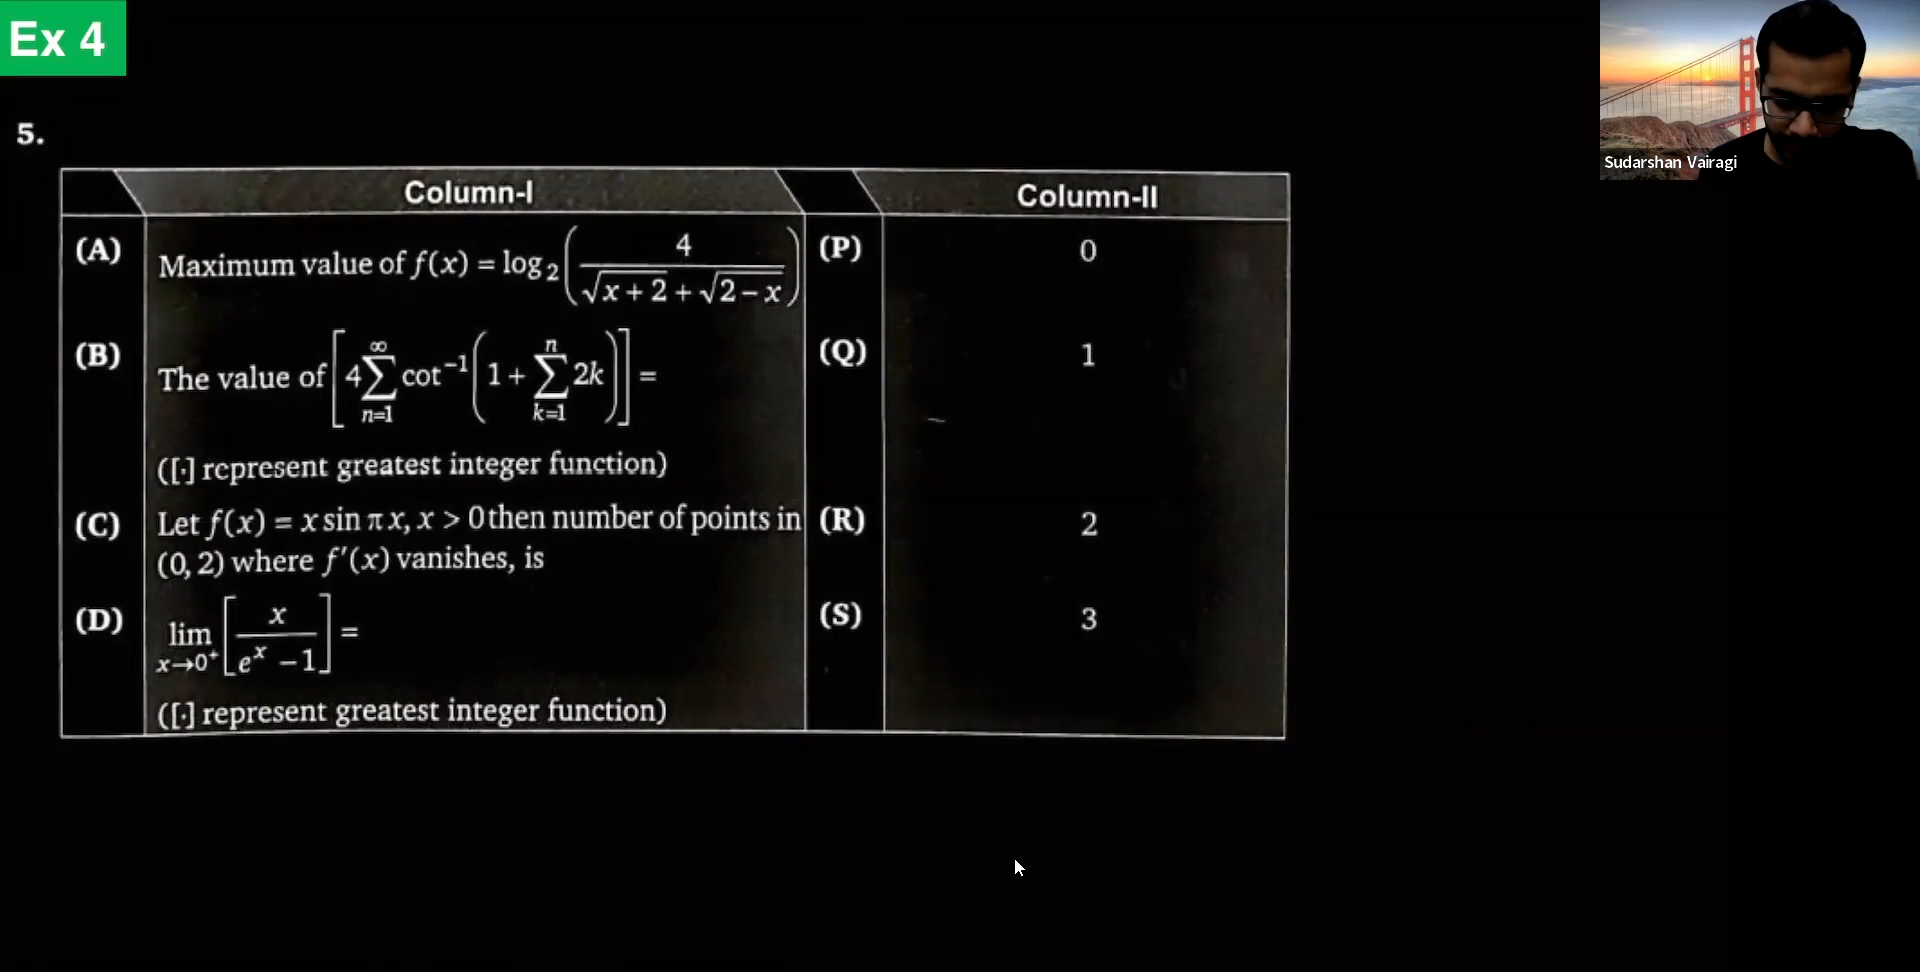 Ex 4
Sudarshan Vairagi
5.
Column-I Column-II
(A) Maximum value of f(x) = log₂(4/(√(x+2) + √(2−x))) (P) 0
(B) The value of [4∑_{n=1}^{∞} cot⁻¹(1+∑_{k=1}^{n} 2k)] = (Q) 1
([·] represent greatest integer function)
(C) Let f(x) = x sin πx, x > 0 then number of points in (R) 2
(0, 2) where f′(x) vanishes, is
(D) lim_{x→0⁺} [x/(eˣ −1)] = (S) 3
([·] represent greatest integer function)